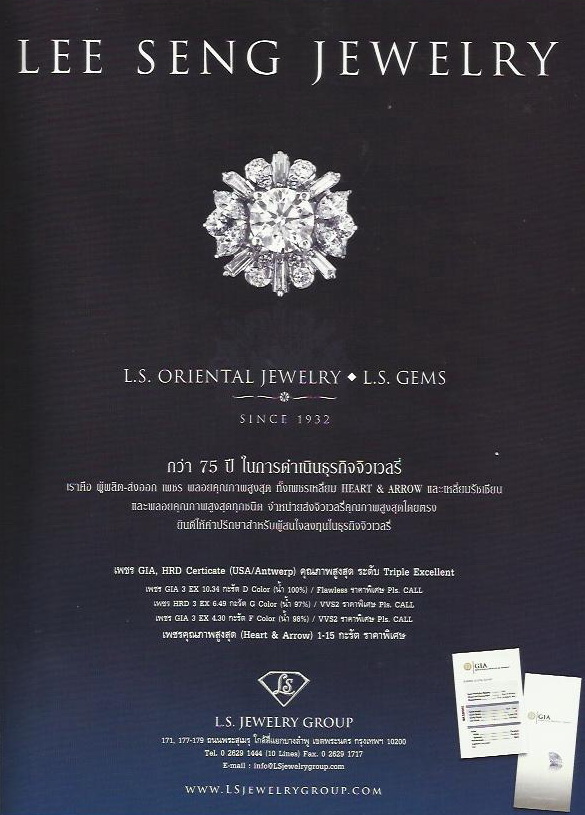 LEE SENG JEWELRY
L.S. ORIENTAL JEWELRY ◆ L.S. GEMS
SINCE 1932
กว่า 75 ปี ในการดำเนินธุรกิจจิวเวลรี่
เราคือ ผู้ผลิต-ส่งออก เพชร พลอยคุณภาพสูงสุด ทั้งเพชรเหลี่ยม HEART & ARROW และเหลี่ยมรัซเซียน
และพลอยคุณภาพสูงสุดทุกชนิด จำหน่ายส่งจิวเวลรี่คุณภาพสูงสุดโดยตรง
ยินดีให้คำปรึกษาสำหรับผู้สนใจลงทุนในธุรกิจจิวเวลรี่
เพชร GIA, HRD Certicate (USA/Antwerp) คุณภาพสูงสุด ระดับ Triple Excellent
เพชร GIA 3 EX 10.34 กะรัต D Color (น้ำ 100%) / Flawless ราคาพิเศษ Pls. CALL
เพชร HRD 3 EX 6.49 กะรัต G Color (น้ำ 97%) / VVS2 ราคาพิเศษ Pls. CALL
เพชร GIA 3 EX 4.30 กะรัต F Color (น้ำ 98%) / VVS2 ราคาพิเศษ Pls. CALL
เพชรคุณภาพสูงสุด (Heart & Arrow) 1-15 กะรัต ราคาพิเศษ
LS
L.S. JEWELRY GROUP
171, 177-179 ถนนพระสุเมรุ ใกล้สี่แยกบางลำพู เขตพระนคร กรุงเทพฯ 10200
Tel. 0 2629 1444 (10 Lines) Fax. 0 2629 1717
E-mail : info@LSjewelrygroup.com
WWW.LSJEWELRYGROUP.COM
GIA
GIA